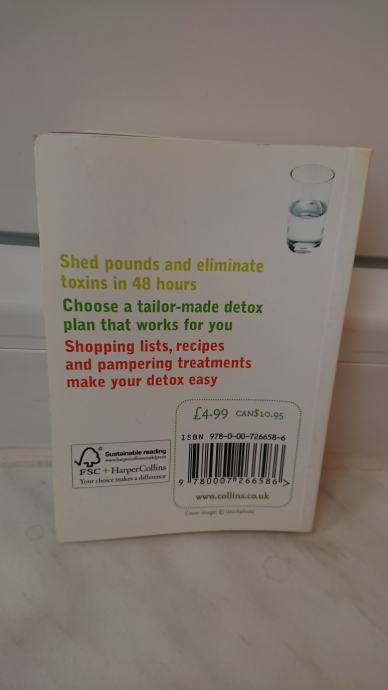 Shed pounds and eliminate
toxins in 48 hours
Choose a tailor-made detox
plan that works for you
Shopping lists, recipes
and pampering treatments
make your detox easy
£4.99 CAN$10.95
ISBN 978-0-00-726658-6
9 780007 266586 >
www.collins.co.uk
Sustainable reading
FSC + HarperCollins
Your choice makes a difference
Cover image: © istockphoto